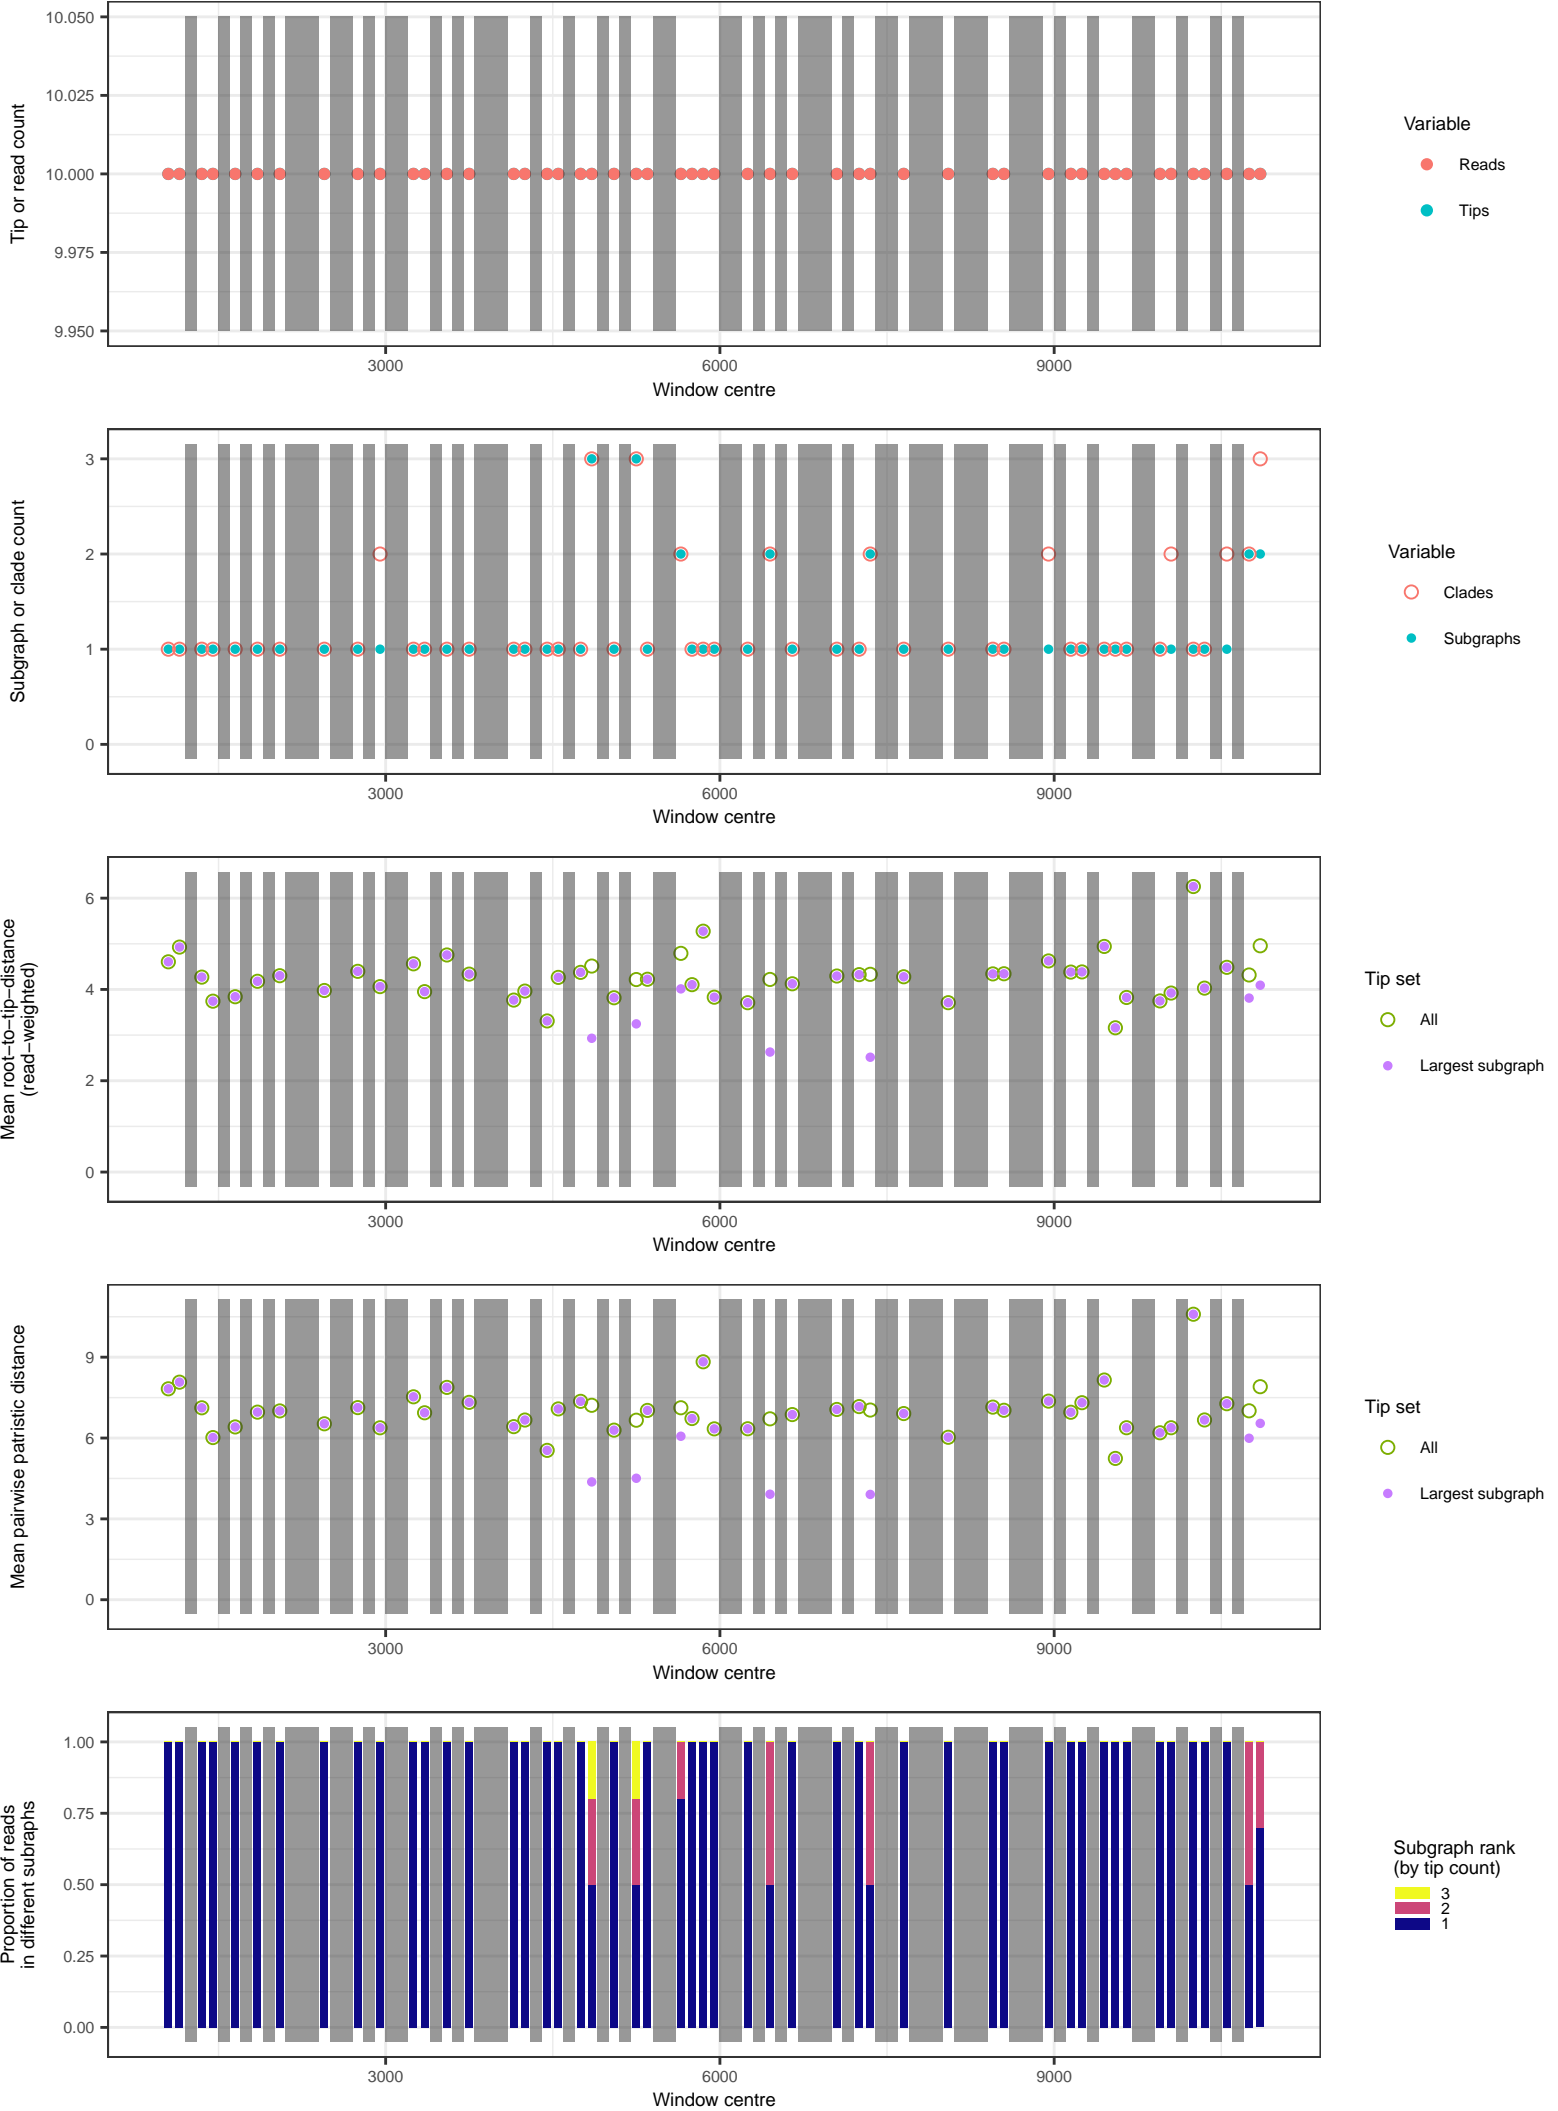 10.050
10.025
10.000
9.975
9.950
Tip or read count
3000 6000 9000
Window centre
Variable
Reads
Tips
3
2
1
0
Subgraph or clade count
3000 6000 9000
Window centre
Variable
Clades
Subgraphs
6
4
2
0
Mean root−to−tip−distance
(read−weighted)
3000 6000 9000
Window centre
Tip set
All
Largest subgraph
9
6
3
0
Mean pairwise patristic distance
3000 6000 9000
Window centre
Tip set
All
Largest subgraph
1.00
0.75
0.50
0.25
0.00
Proportion of reads
in different subraphs
3000 6000 9000
Window centre
Subgraph rank
(by tip count)
3
2
1